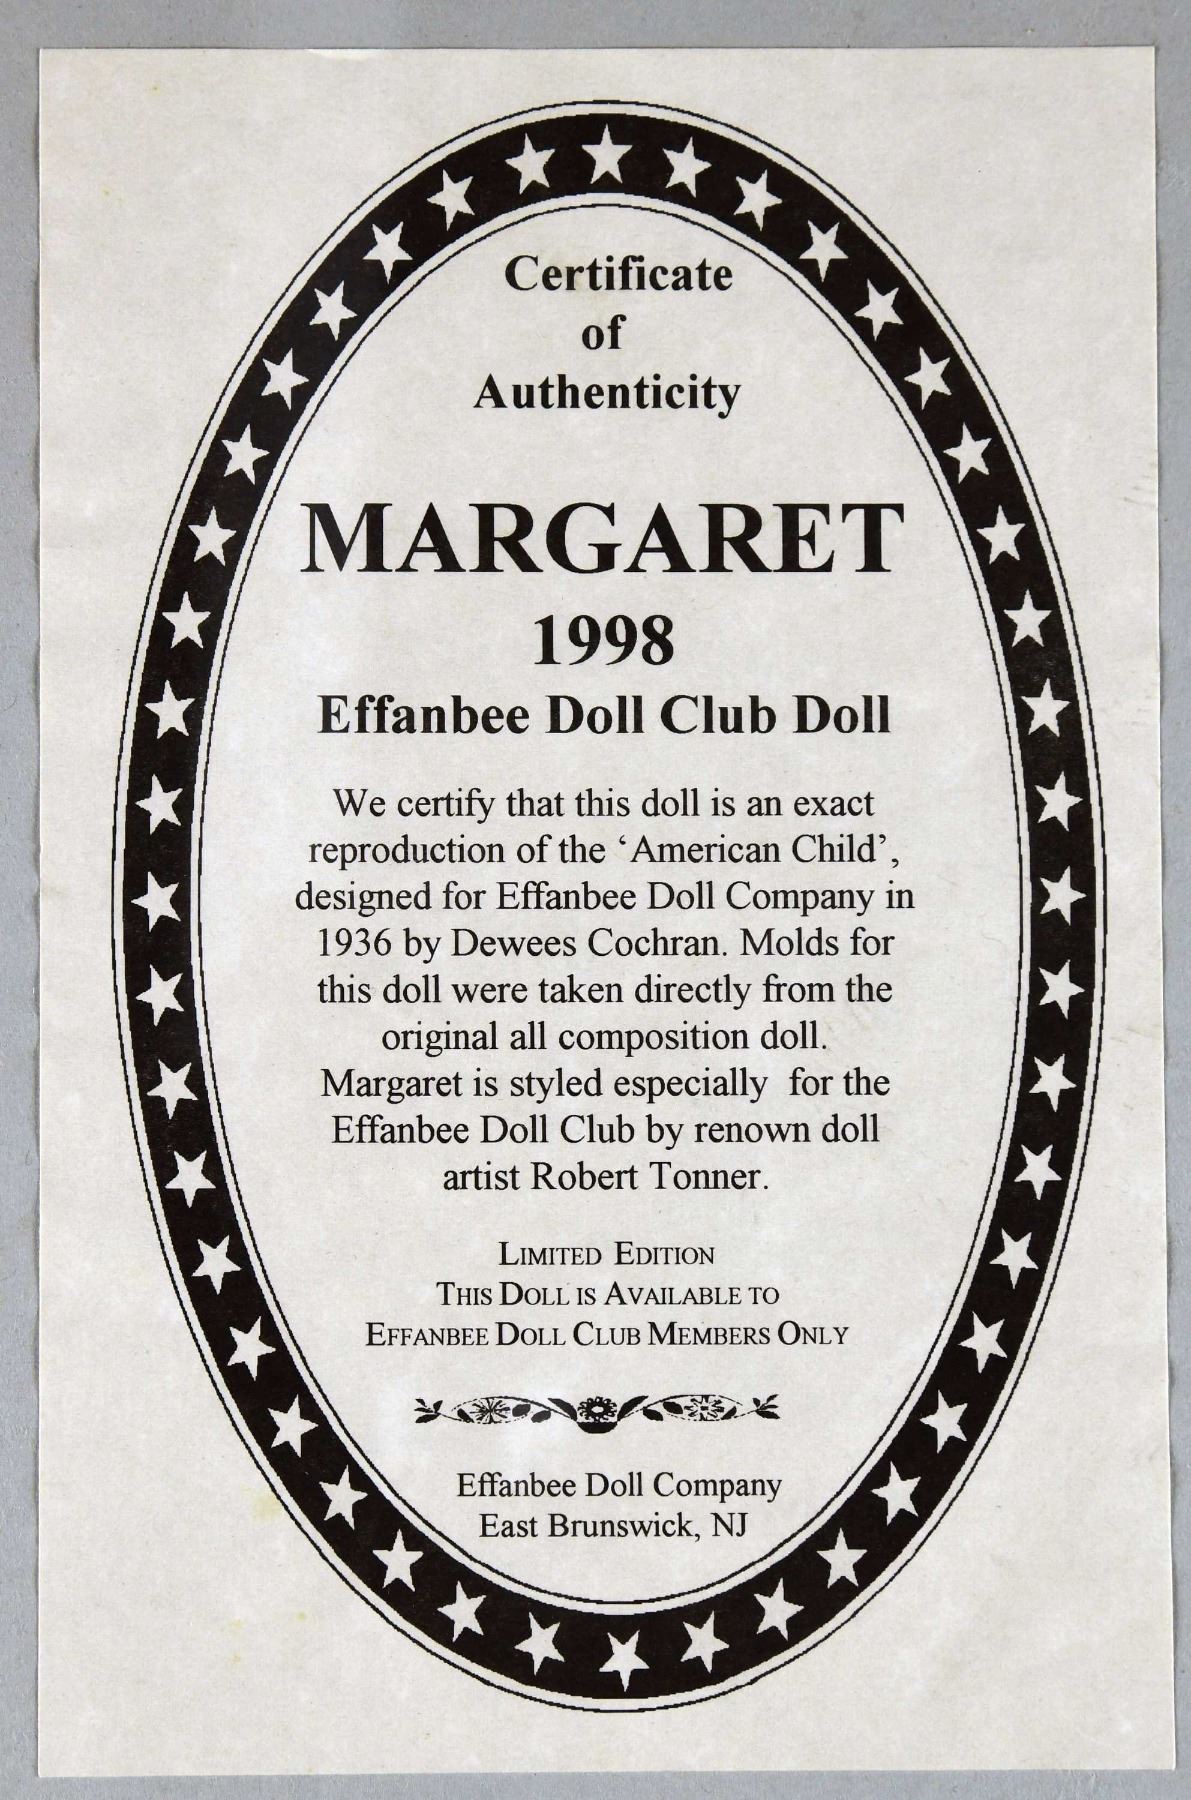 Certificate
of
Authenticity
MARGARET
1998
Effanbee Doll Club Doll
We certify that this doll is an exact
reproduction of the ‘American Child’,
designed for Effanbee Doll Company in
1936 by Dewees Cochran. Molds for
this doll were taken directly from the
original all composition doll.
Margaret is styled especially for the
Effanbee Doll Club by renown doll
artist Robert Tonner.
LIMITED EDITION
THIS DOLL IS AVAILABLE TO
EFFANBEE DOLL CLUB MEMBERS ONLY
Effanbee Doll Company
East Brunswick, NJ